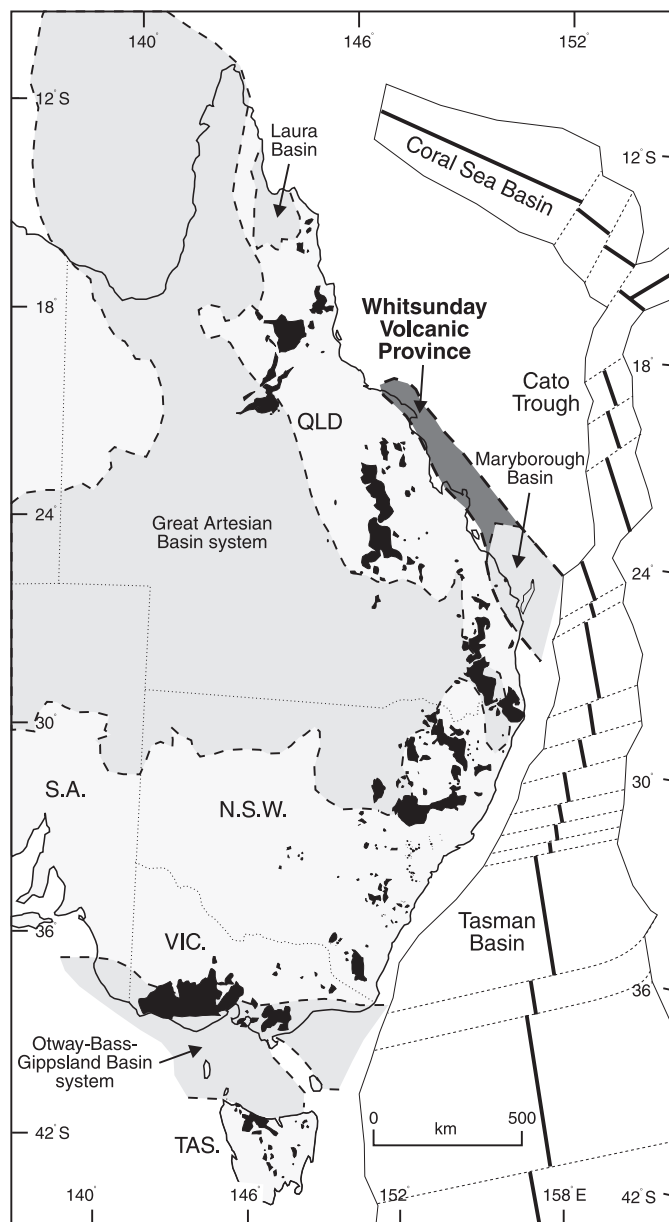 140°
146°
152°
12°S
12°S
Laura
Basin
Coral Sea Basin
18°
Whitsunday
Volcanic
Province
18°
Cato
Trough
QLD
Maryborough
Basin
24°
Great Artesian
Basin system
24°
30°
30°
S.A.
N.S.W.
36°
VIC.
Tasman
Basin
36°
Otway-Bass-
Gippsland Basin
system
0
500
km
42°S
TAS.
42°S
140°
146°
152°
158°E